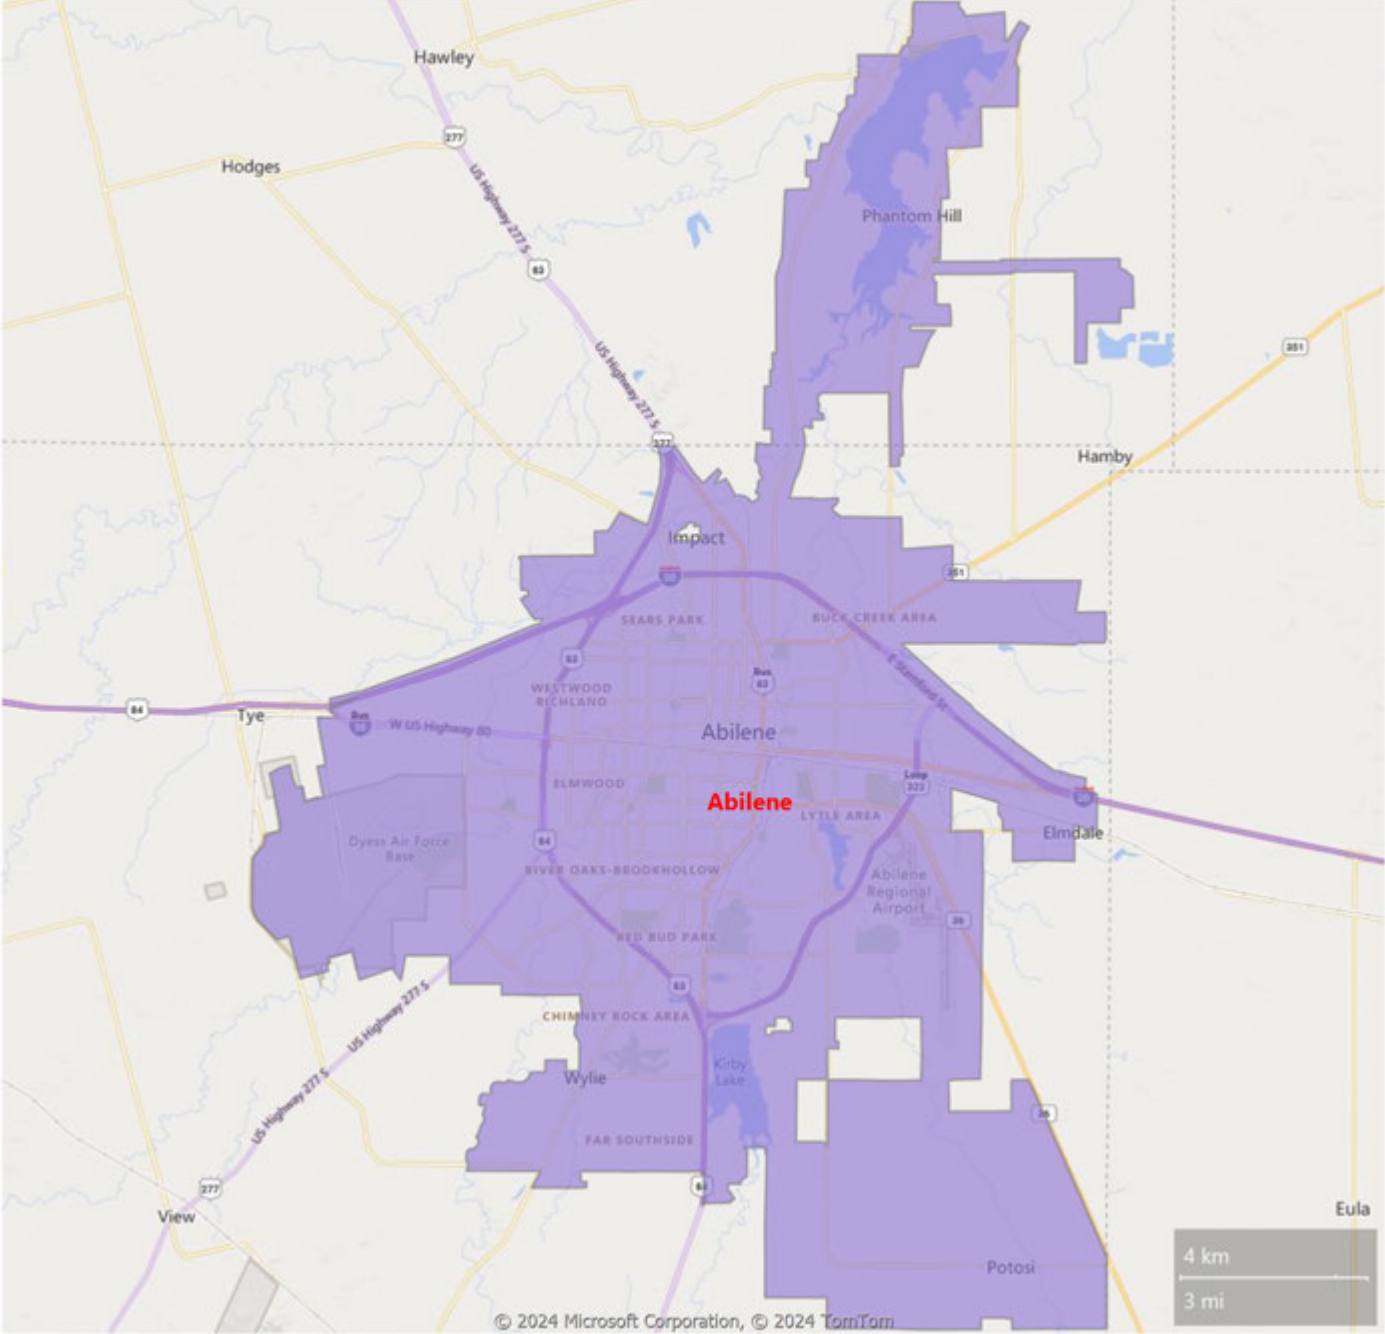 Hawley
277
Hodges
US Highway 277 S
Phantom Hill
83
US Highway 277 S
351
277
Hamby
Impact
351
SEARS PARK
BUCK CREEK AREA
83
E Stamford St
Bus
83
WESTWOOD
RICHLAND
84
Tye
Bus
W US Highway 80
Abilene
ELMWOOD
Loop
322
Abilene
LYTLE AREA
Elmdale
Dyess Air Force
Base
84
RIVER OAKS-BROOKHOLLOW
Abilene
Regional
Airport
36
RED BUD PARK
83
US Highway 277 S
CHIMNEY ROCK AREA
Kirby
Lake
Wylie
US Highway 277 S
36
FAR SOUTHSIDE
277
View
Eula
Potosi
4 km
3 mi
© 2024 Microsoft Corporation, © 2024 TomTom